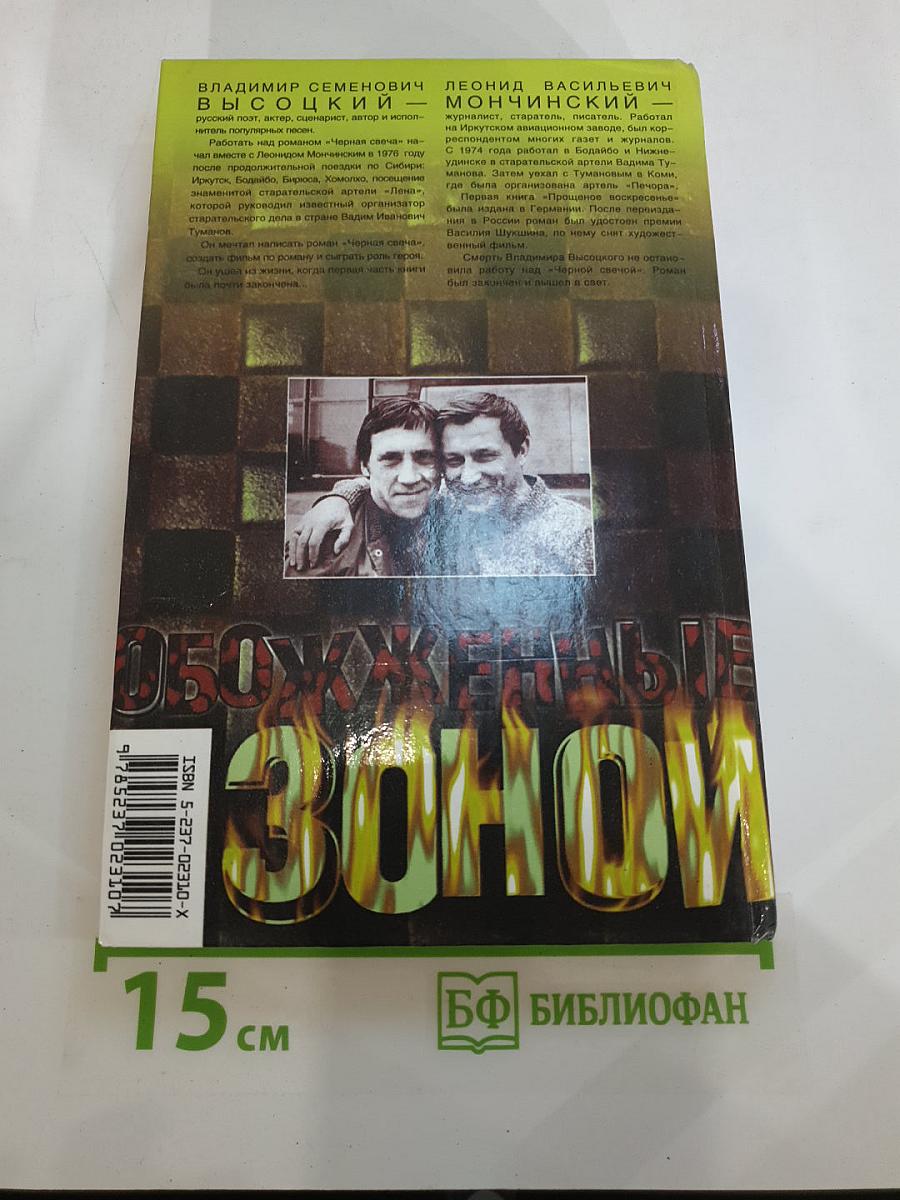 ВЛАДИМИР СЕМЕНОВИЧ
ВЫСОЦКИЙ —
русский поэт, актер, сценарист, автор и испол-
нитель популярных песен.
Работать над романом «Черная свеча» на-
чал вместе с Леонидом Мончинским в 1976 году
после продолжительной поездки по Сибири:
Иркутск, Бодайбо, Бирюса, Хомолхо, посещение
знаменитой старательской артели «Лена»,
которой руководил известный организатор
старательского дела в стране Вадим Иванович
Туманов.
Он мечтал написать роман «Черная свеча»,
создать фильм по роману и сыграть роль героя.
Он ушел из жизни, когда первая часть книги
была почти закончена...
ЛЕОНИД ВАСИЛЬЕВИЧ
МОНЧИНСКИЙ —
журналист, старатель, писатель. Работал
на Иркутском авиационном заводе, был кор-
респондентом многих газет и журналов.
С 1974 года работал в Бодайбо и Нижне-
удинске в старательской артели Вадима Ту-
манова. Затем уехал с Тумановым в Коми,
где была организована артель «Печора».
Первая книга «Прощеное воскресенье»
была издана в Германии. После переизда-
ния в России роман был удостоен премии
Василия Шукшина, по нему снят художест-
венный фильм.
Смерть Владимира Высоцкого не остано-
вила работу над «Черной свечой». Роман
был закончен и вышел в свет.
ОБОЖЖЕННЫЕ
ЗОНОЙ
ISBN 5-237-02310-X
9 785237 023107
15 см
БФ БИБЛИОФАН